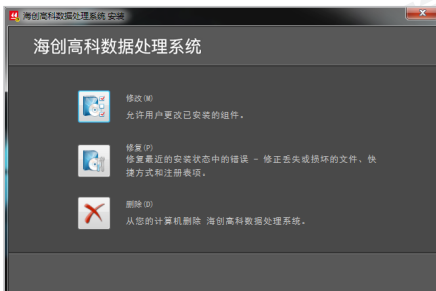 海创高科数据处理系统 安装
海创高科数据处理系统
修改(M)
允许用户更改已安装的组件。
修复(P)
修复最近的安装状态中的错误 - 修正丢失或损坏的文件、快
捷方式和注册表项。
删除(D)
从您的计算机删除 海创高科数据处理系统。